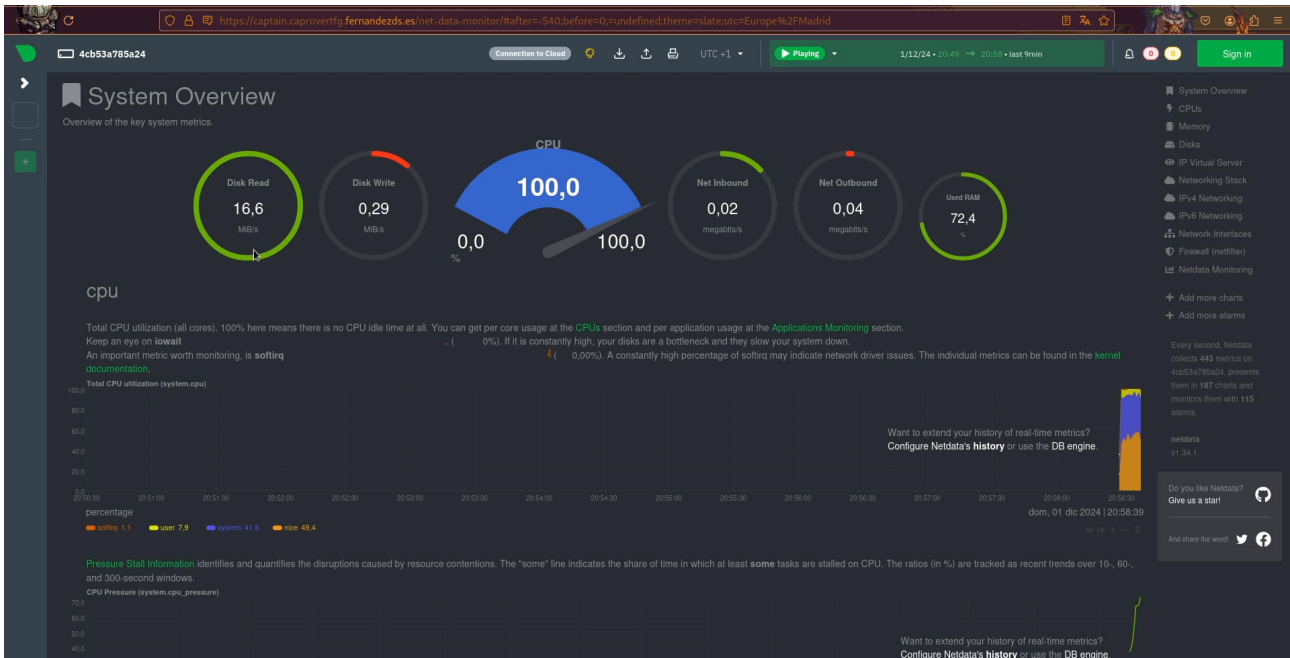 https://captain.caprovertfg.fernandezds.es/net-data-monitor/#after=-540;before=0;=undefined;theme=slate;utc=Europe%2FMadrid
4cb53a785a24
Connection to Cloud
UTC +1
Playing
1/12/24 • 20:49 → 20:58 • last 9min
0
0
Sign in
System Overview
Overview of the key system metrics.
Disk Read
16,6
MiB/s
Disk Write
0,29
MiB/s
CPU
100,0
0,0
100,0
%
Net Inbound
0,02
megabits/s
Net Outbound
0,04
megabits/s
Used RAM
72,4
%
cpu
Total CPU utilization (all cores). 100% here means there is no CPU idle time at all. You can get per core usage at the CPUs section and per application usage at the Applications Monitoring section.
Keep an eye on iowait ( 0%). If it is constantly high, your disks are a bottleneck and they slow your system down.
An important metric worth monitoring, is softirq ( 0,00%). A constantly high percentage of softirq may indicate network driver issues. The individual metrics can be found in the kernel
documentation.
Total CPU utilization (system.cpu)
100.0
80,0
60,0
40,0
20,0
0,0
Want to extend your history of real-time metrics?
Configure Netdata's history or use the DB engine.
20:50:30 20:51:00 20:51:30 20:52:00 20:52:30 20:53:00 20:53:30 20:54:00 20:54:30 20:55:00 20:55:30 20:56:00 20:56:30 20:57:00 20:57:30 20:58:00 20:58:30
percentage
dom, 01 dic 2024 | 20:58:39
softirq 1,1 user 7,9 system 41,6 nice 49,4
Pressure Stall Information identifies and quantifies the disruptions caused by resource contentions. The "some" line indicates the share of time in which at least some tasks are stalled on CPU. The ratios (in %) are tracked as recent trends over 10-, 60-,
and 300-second windows.
CPU Pressure (system.cpu_pressure)
70,0
60,0
50,0
40,0
Want to extend your history of real-time metrics?
Configure Netdata's history or use the DB engine.
System Overview
CPUs
Memory
Disks
IP Virtual Server
Networking Stack
IPv4 Networking
IPv6 Networking
Network Interfaces
Firewall (netfilter)
Netdata Monitoring
Add more charts
Add more alarms
Every second, Netdata
collects 443 metrics on
4cb53a785a24, presents
them in 187 charts and
monitors them with 115
alarms.
netdata
v1.34.1
Do you like Netdata?
Give us a star!
And share the word!